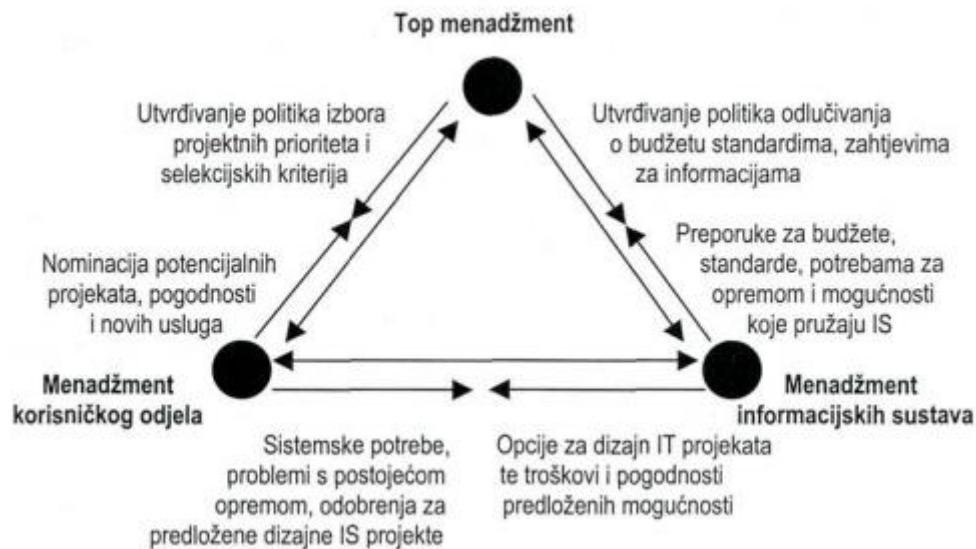 Top menadžment
Utvrđivanje politika izbora
projektnih prioriteta i
selekcijskih kriterija
Utvrđivanje politika odlučivanja
o budžetu standardima, zahtjevima
za informacijama
Nominacija potencijalnih
projekata, pogodnosti
i novih usluga
Preporuke za budžete,
standarde, potrebama za
opremom i mogućnosti
koje pružaju IS
Menadžment
korisničkog odjela
Menadžment
informacijskih sustava
Sistemske potrebe,
problemi s postojećom
opremom, odobrenja za
predložene dizajne IS projekte
Opcije za dizajn IT projekata
te troškovi i pogodnosti
predloženih mogućnosti